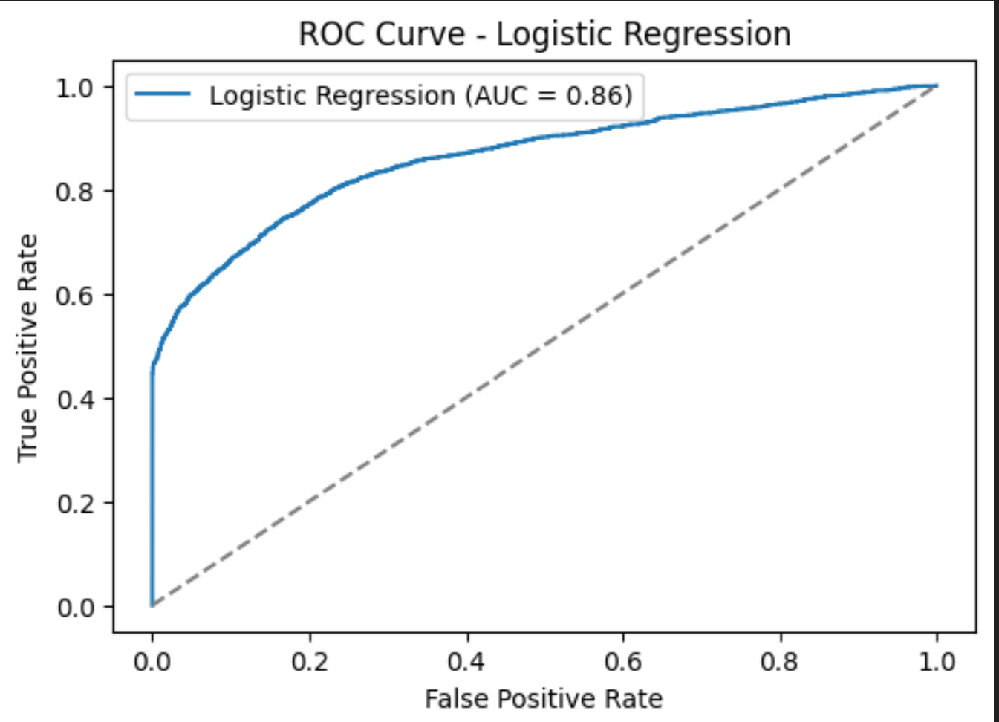 ROC Curve - Logistic Regression
Logistic Regression (AUC = 0.86)
1.0
0.8
0.6
0.4
0.2
0.0
True Positive Rate
0.0 0.2 0.4 0.6 0.8 1.0
False Positive Rate